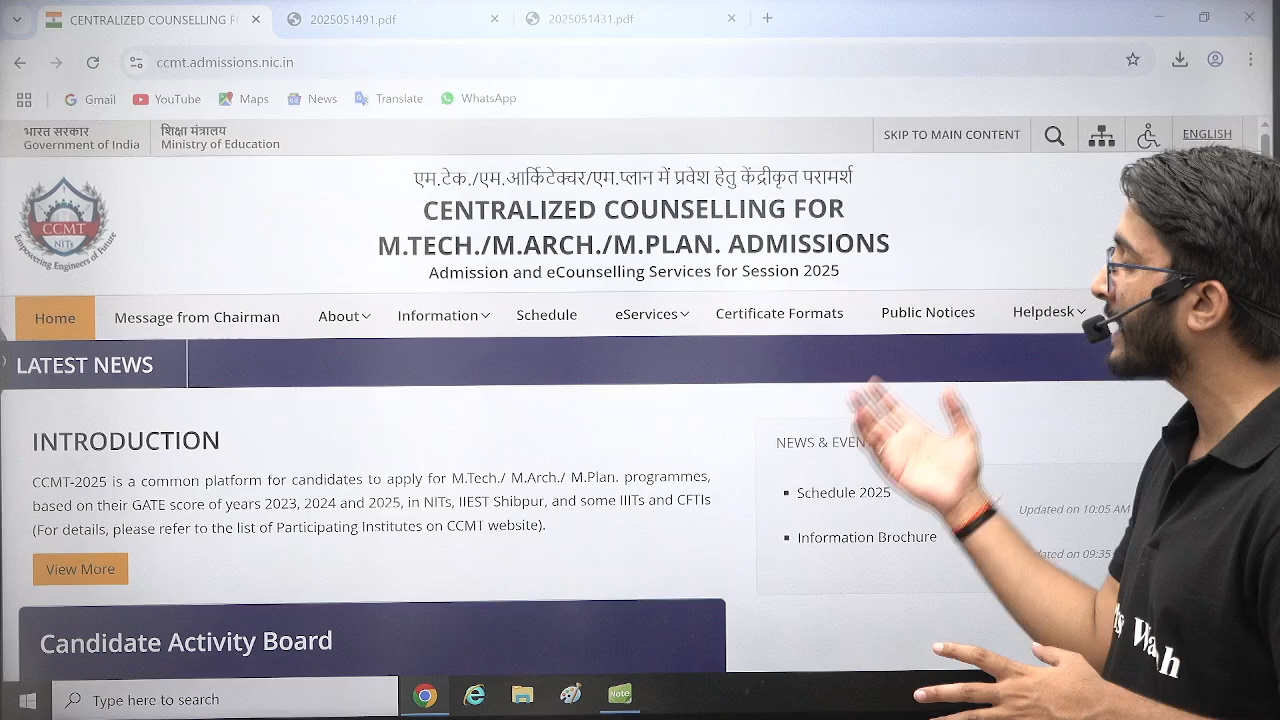 CENTRALIZED COUNSELLING F
2025051491.pdf
2025051431.pdf
ccmt.admissions.nic.in
Gmail
YouTube
Maps
News
Translate
WhatsApp
भारत सरकार
Government of India
शिक्षा मंत्रालय
Ministry of Education
SKIP TO MAIN CONTENT
ENGLISH
एम.टेक./एम.आर्किटेक्चर/एम.प्लान में प्रवेश हेतु केंद्रीकृत परामर्श
CENTRALIZED COUNSELLING FOR
M.TECH./M.ARCH./M.PLAN. ADMISSIONS
Admission and eCounselling Services for Session 2025
CCMT
NITs
Empowering Engineers of Future
Home
Message from Chairman
About
Information
Schedule
eServices
Certificate Formats
Public Notices
Helpdesk
LATEST NEWS
INTRODUCTION
CCMT-2025 is a common platform for candidates to apply for M.Tech./ M.Arch./ M.Plan. programmes,
based on their GATE score of years 2023, 2024 and 2025, in NITs, IIEST Shibpur, and some IIITs and CFTIs
(For details, please refer to the list of Participating Institutes on CCMT website).
View More
NEWS & EVEN
Schedule 2025
Updated on 10:05 AM
Information Brochure
dated on 09:35
Candidate Activity Board
Type here to search
Note